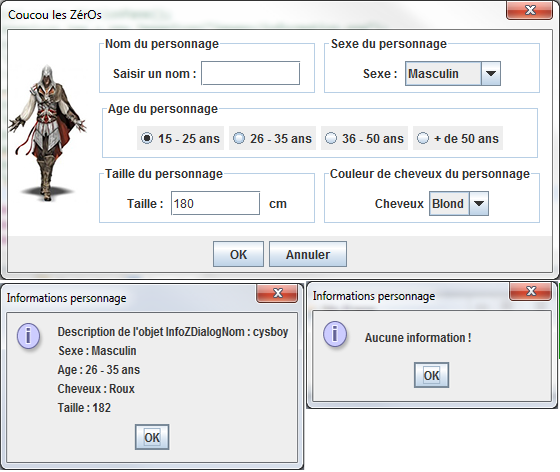 Coucou les ZérOs
Nom du personnage
Saisir un nom :
Sexe du personnage
Sexe : Masculin
Age du personnage
15 - 25 ans 26 - 35 ans 36 - 50 ans + de 50 ans
Taille du personnage
Taille : 180 cm
Couleur de cheveux du personnage
Cheveux Blond
OK Annuler
Informations personnage
Description de l'objet InfoZDialogNom : cysboy
Sexe : Masculin
Age : 26 - 35 ans
Cheveux : Roux
Taille : 182
OK
Informations personnage
Aucune information !
OK